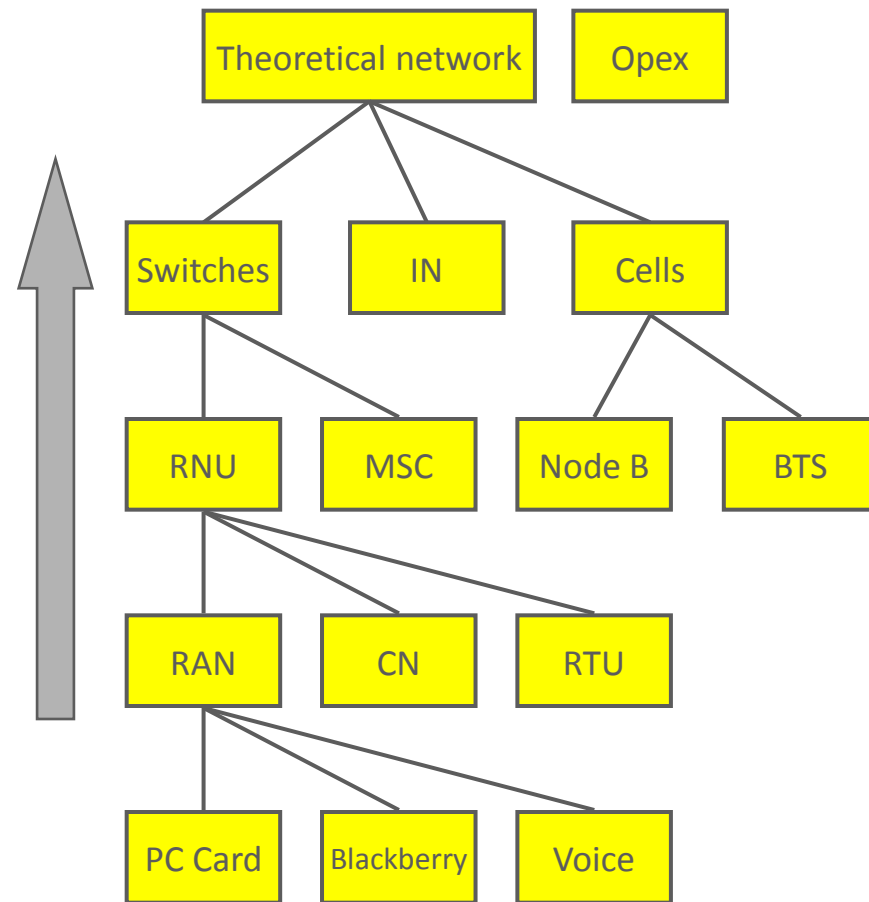 Theoretical network
Opex
Switches
IN
Cells
RNU
MSC
Node B
BTS
RAN
CN
RTU
PC Card
Blackberry
Voice